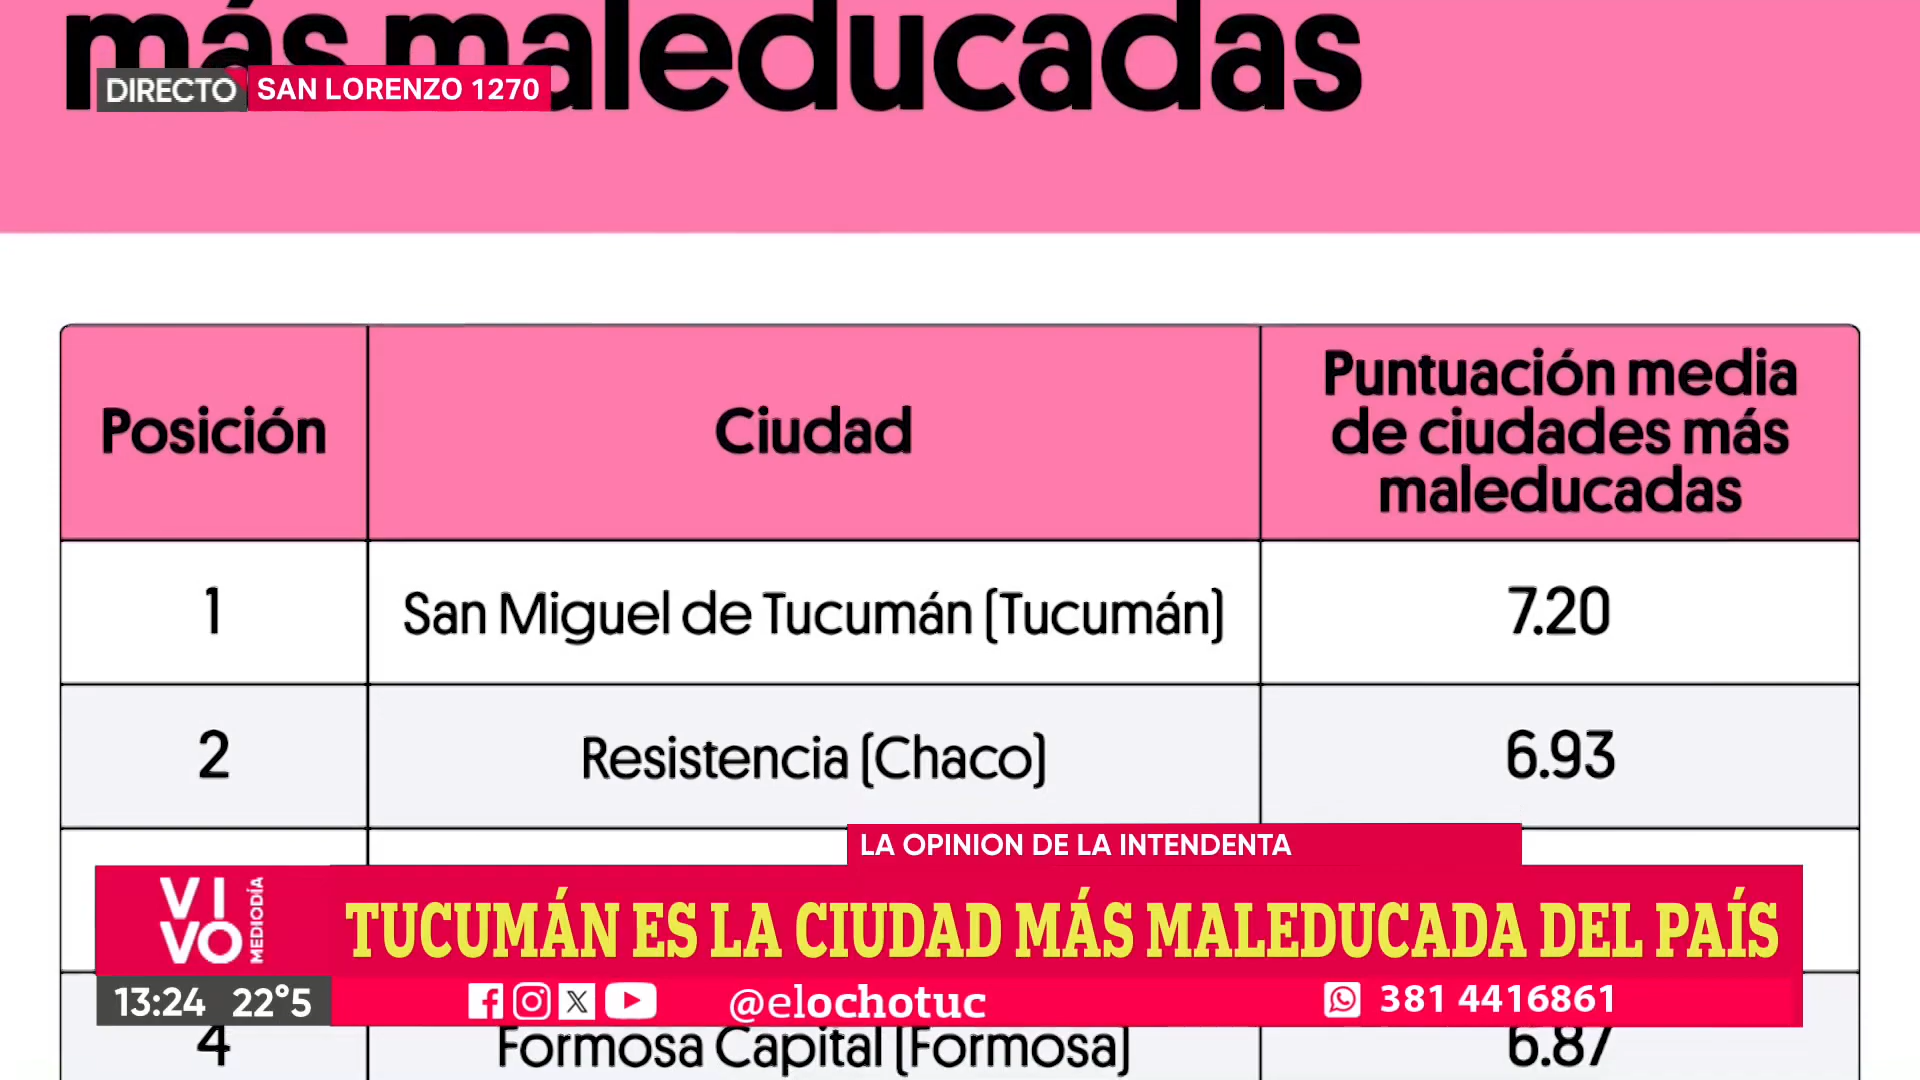 más maleducadas
DIRECTO SAN LORENZO 1270
Posición
Ciudad
Puntuación media
de ciudades más
maleducadas
1
San Miguel de Tucumán (Tucumán)
7.20
2
Resistencia (Chaco)
6.93
LA OPINION DE LA INTENDENTA
VIVO
MEDIODÍA
TUCUMÁN ES LA CIUDAD MÁS MALEDUCADA DEL PAÍS
13:24 22°5
@elochotuc
381 4416861
4
Formosa Capital (Formosa)
6.87